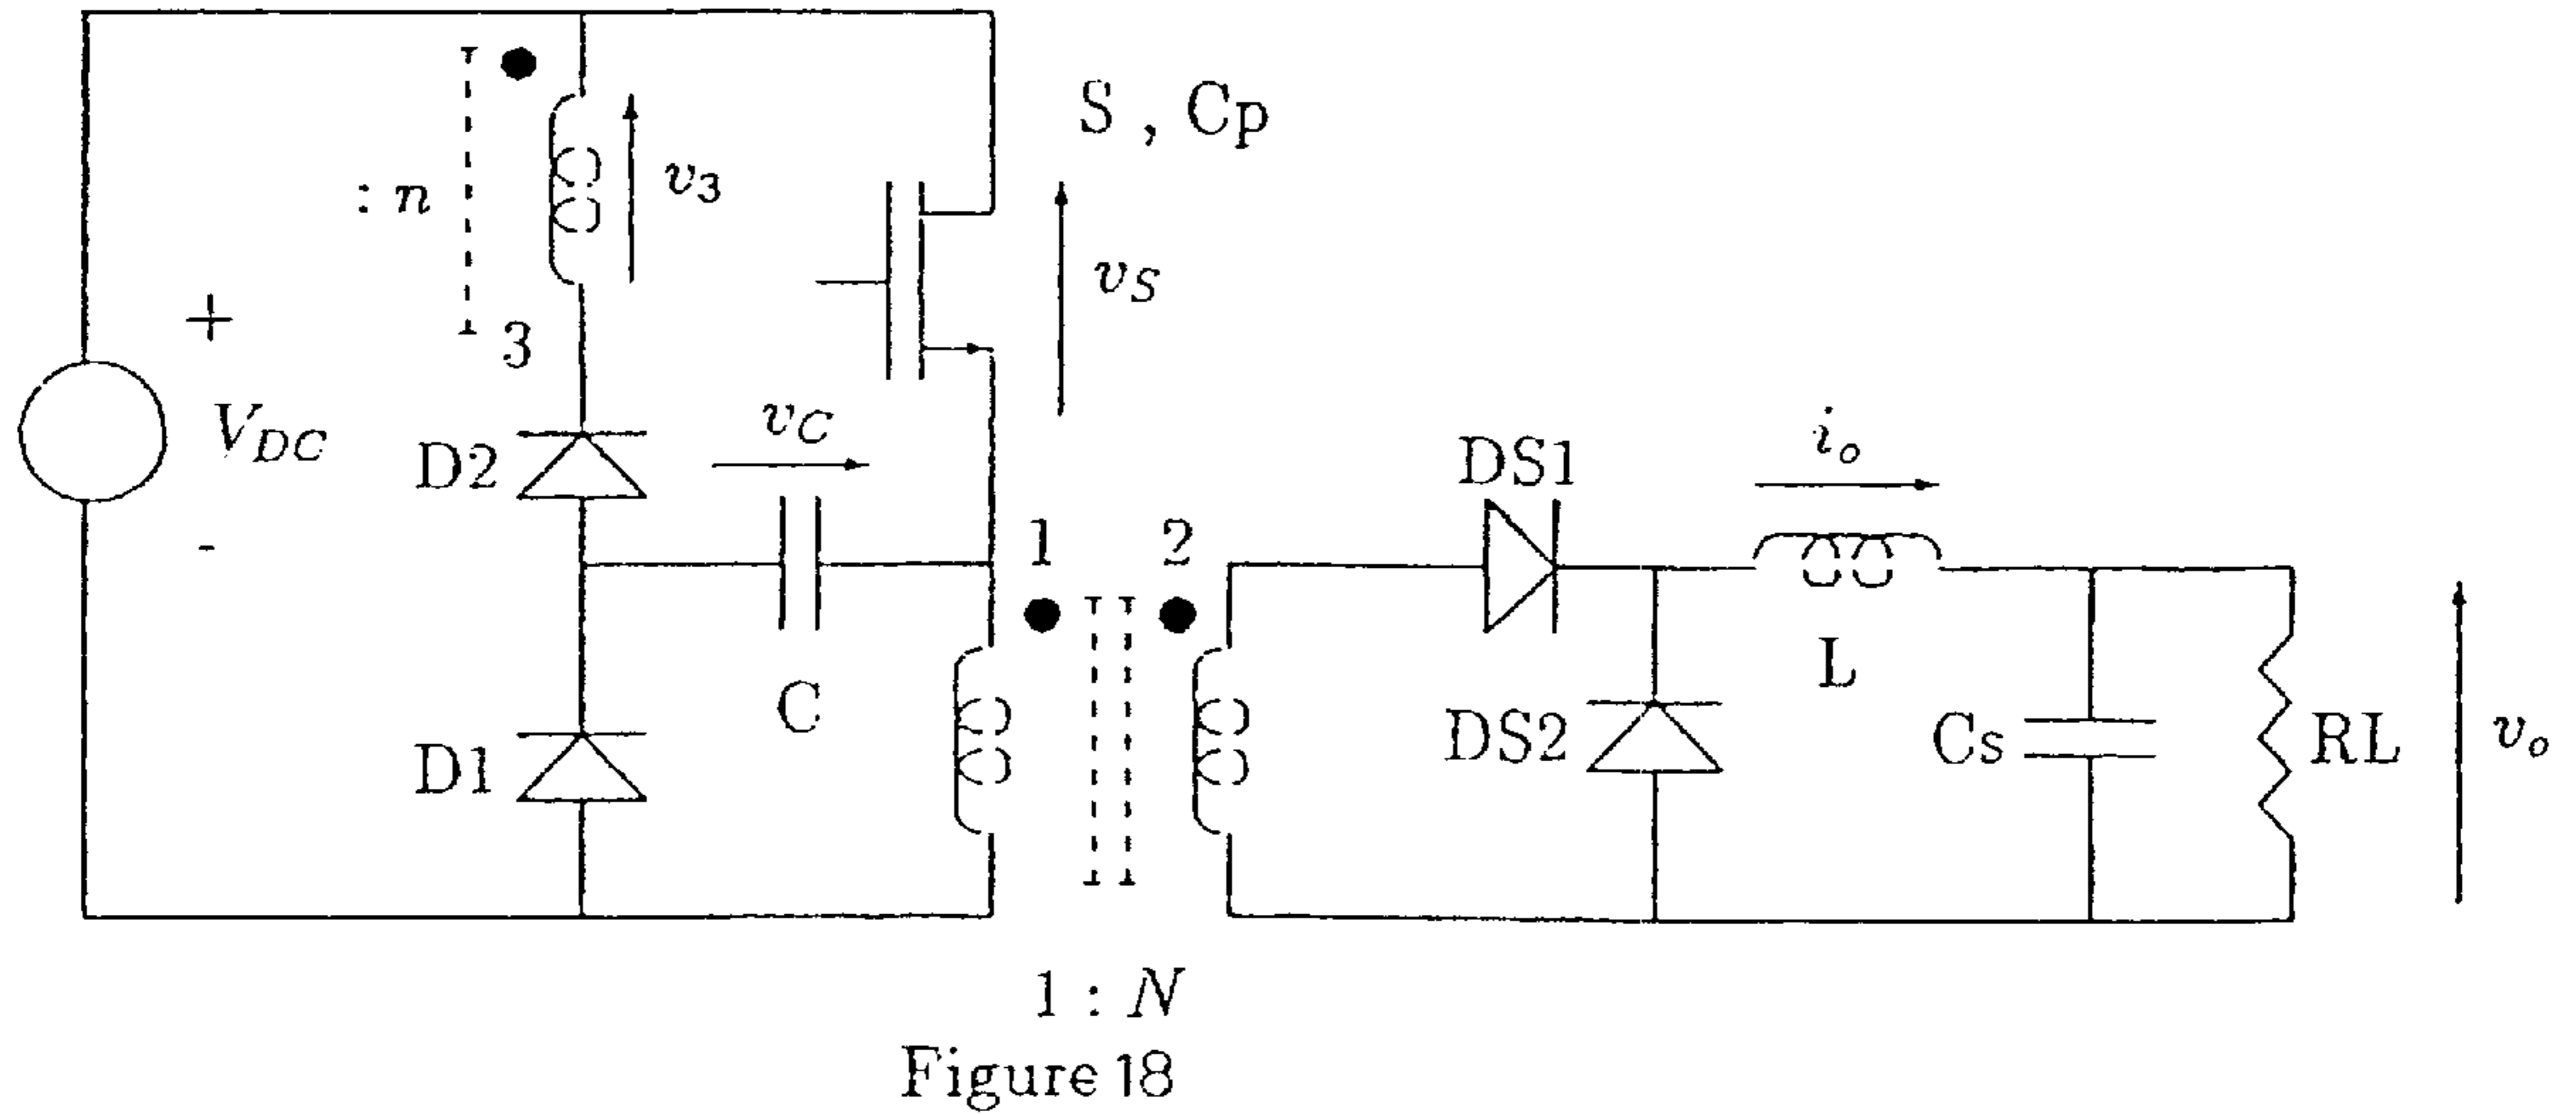 S , Cp
v3
: n
vS
+
3
VDC
vC
io
D2
DS1
-
1
2
L
C
D1
DS2
Cs
RL
vo
1 : N
Figure 18